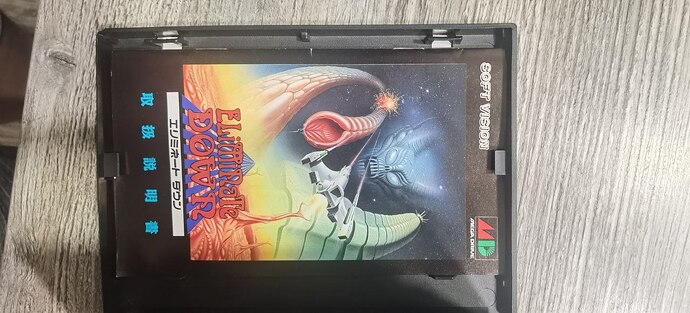 SOFT VISION
MEGA DRIVE
ELIMINATE
DOWN
エリミネート ダウン
取扱説明書